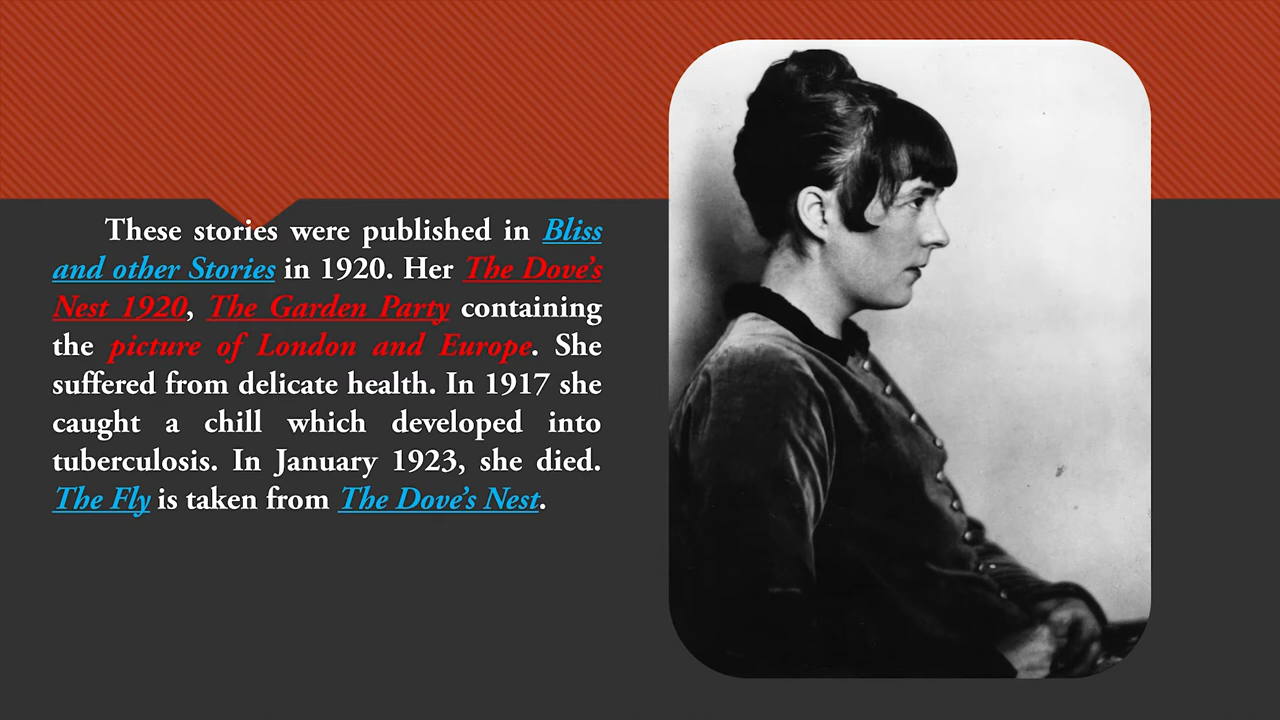 These stories were published in Bliss
and other Stories in 1920. Her The Dove’s
Nest 1920, The Garden Party containing
the picture of London and Europe. She
suffered from delicate health. In 1917 she
caught a chill which developed into
tuberculosis. In January 1923, she died.
The Fly is taken from The Dove’s Nest.